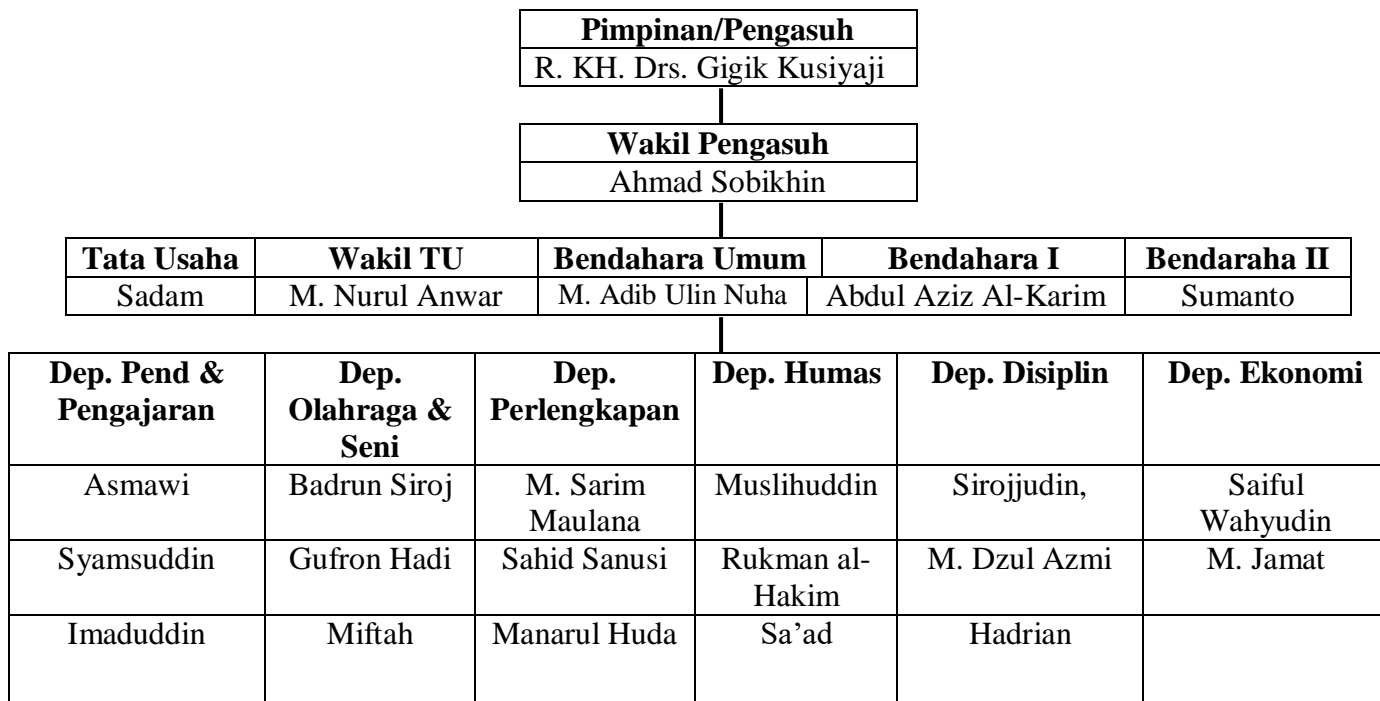 Pimpinan/Pengasuh
R. KH. Drs. Gigik Kusiyaji
Wakil Pengasuh
Ahmad Sobikhin
Tata Usaha Wakil TU Bendahara Umum Bendahara I Bendaraha II
Sadam M. Nurul Anwar M. Adib Ulin Nuha Abdul Aziz Al-Karim Sumanto
Dep. Pend & Dep. Dep. Dep. Humas Dep. Disiplin Dep. Ekonomi
Pengajaran Olahraga & Perlengkapan
Seni
Asmawi Badrun Siroj M. Sarim Muslihuddin Sirojjudin, Saiful
Maulana Wahyudin
Syamsuddin Gufron Hadi Sahid Sanusi Rukman al- M. Dzul Azmi M. Jamat
Hakim
Imaduddin Miftah Manarul Huda Sa’ad Hadrian